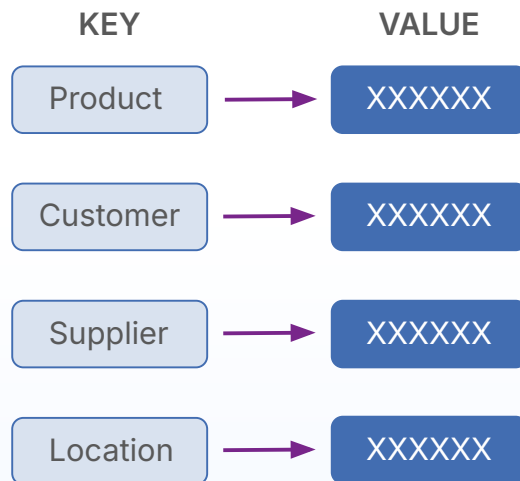 KEY VALUE
Product XXXXXX
Customer XXXXXX
Supplier XXXXXX
Location XXXXXX